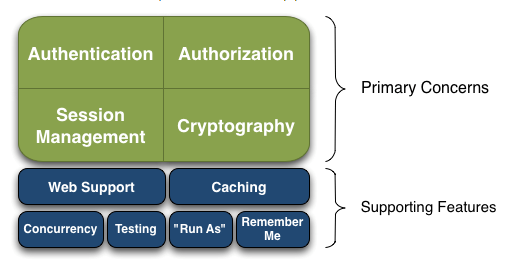 Authentication
Authorization
Primary Concerns
Session
Management
Cryptography
Web Support
Caching
Supporting Features
Concurrency
Testing
"Run As"
Remember
Me